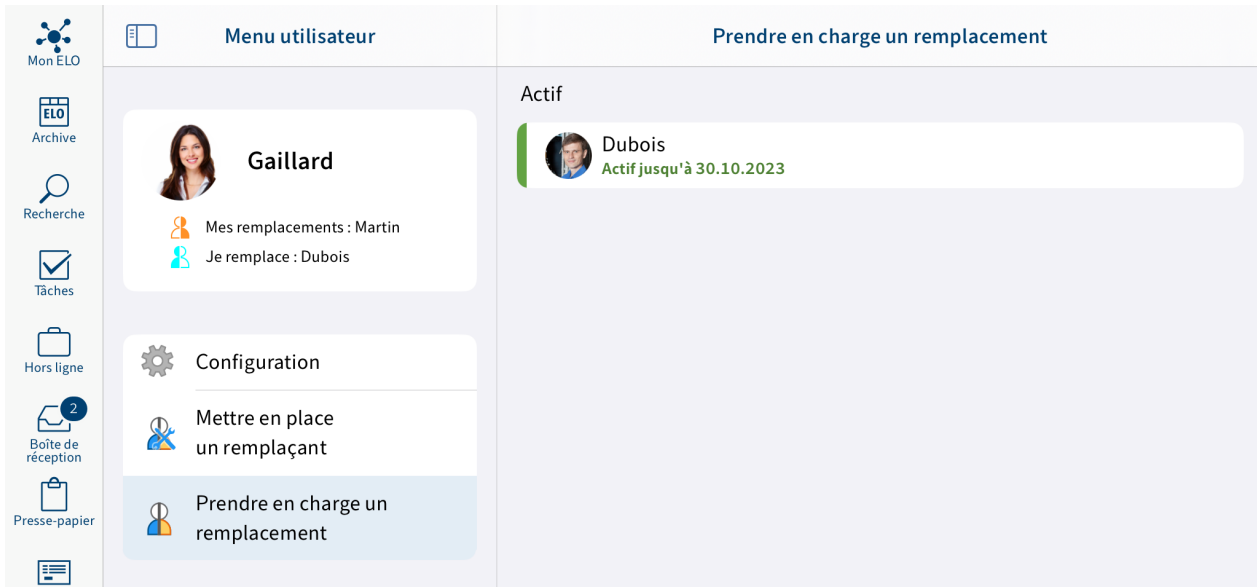 Mon ELO
ELO
Archive
Recherche
Tâches
Hors ligne
2
Boîte de
réception
Presse-papier
Menu utilisateur
Gaillard
Mes remplacements : Martin
Je remplace : Dubois
Configuration
Mettre en place
un remplaçant
Prendre en charge un
remplacement
Prendre en charge un remplacement
Actif
Dubois
Actif jusqu'à 30.10.2023